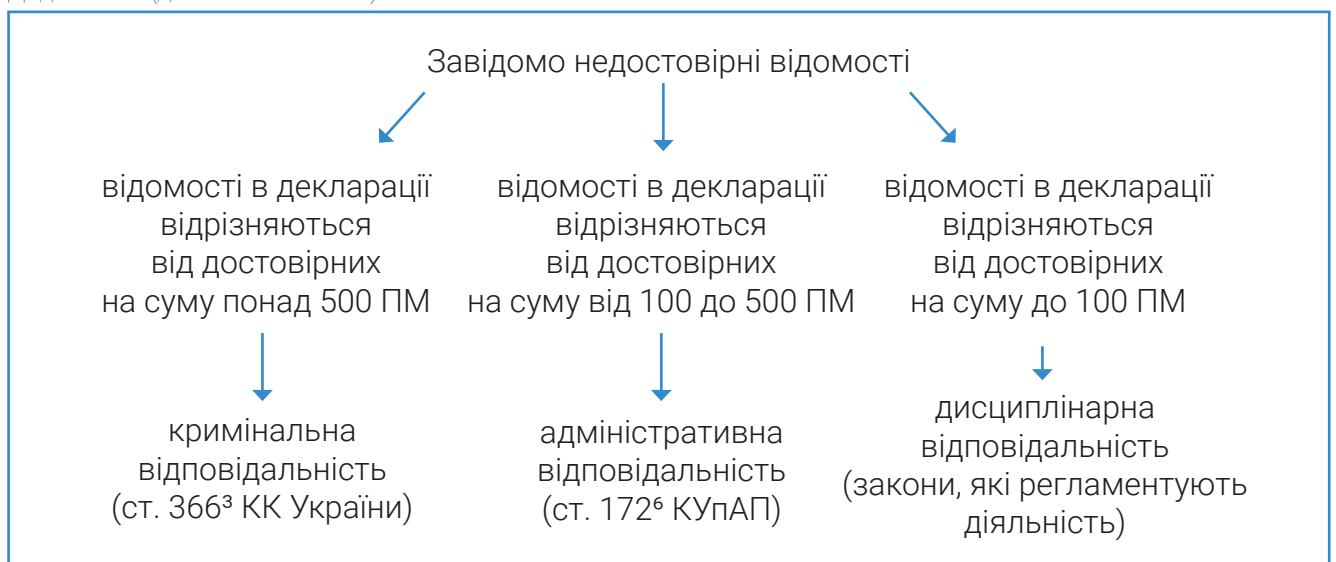 Завідомо недостовірні відомості
відомості в декларації
відрізняються
від достовірних
на суму понад 500 ПМ
відомості в декларації
відрізняються
від достовірних
на суму від 100 до 500 ПМ
відомості в декларації
відрізняються
від достовірних
на суму до 100 ПМ
кримінальна
відповідальність
(ст. 366³ КК України)
адміністративна
відповідальність
(ст. 172⁶ КУпАП)
дисциплінарна
відповідальність
(закони, які регламентують
діяльність)